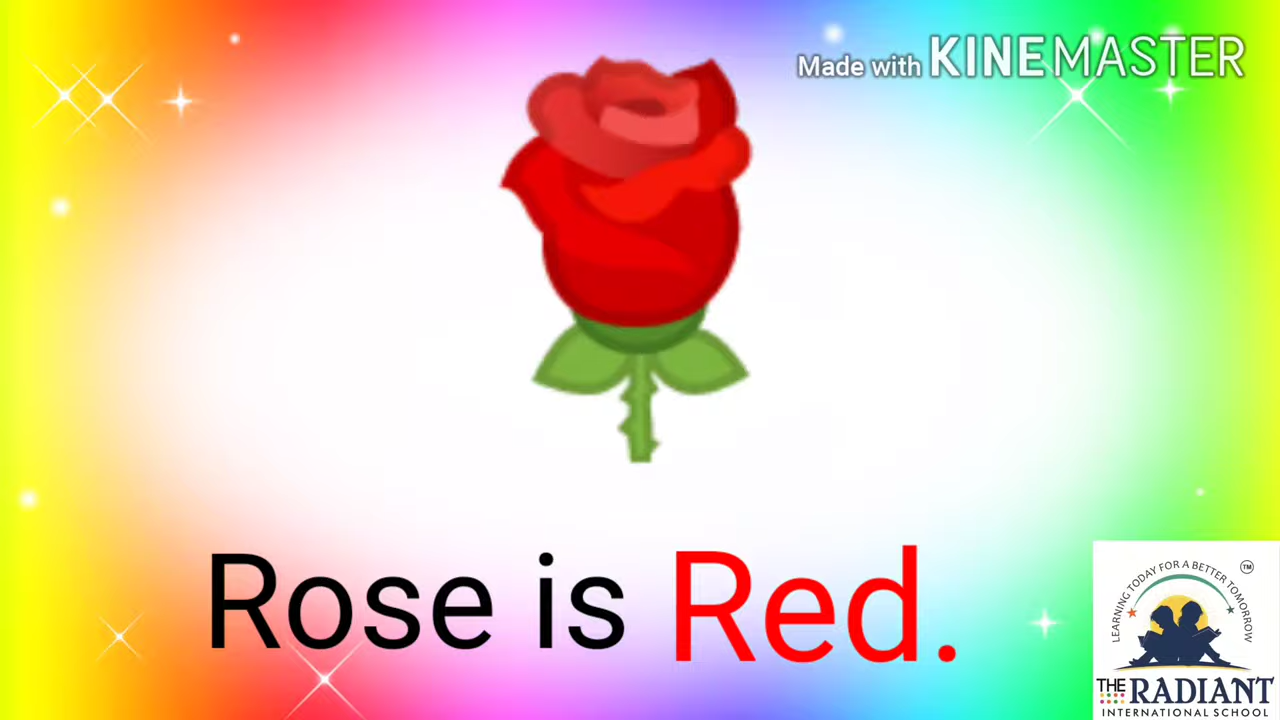 Made with KINEMASTER
Rose is Red.
LEARNING TODAY FOR A BETTER TOMORROW
TM
THE RADIANT
INTERNATIONAL SCHOOL